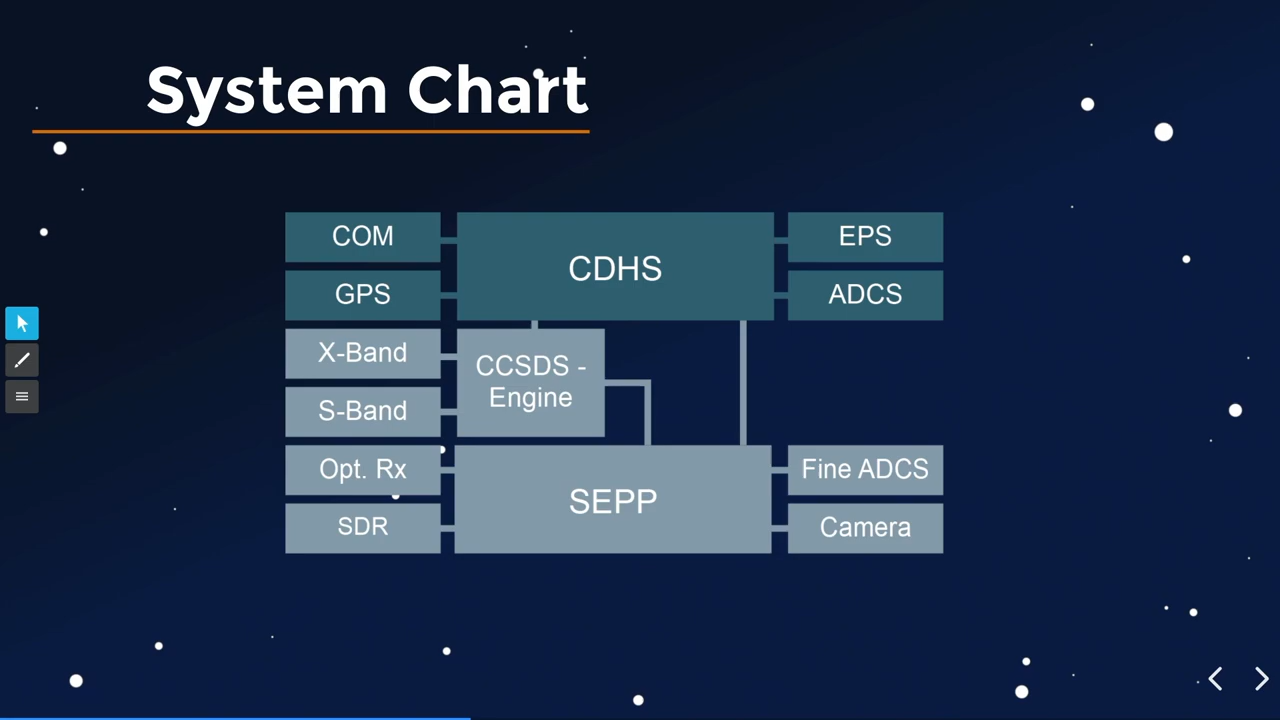 System Chart
COM
CDHS
EPS
GPS
ADCS
X-Band
CCSDS -
Engine
S-Band
Opt. Rx
SEPP
Fine ADCS
SDR
Camera